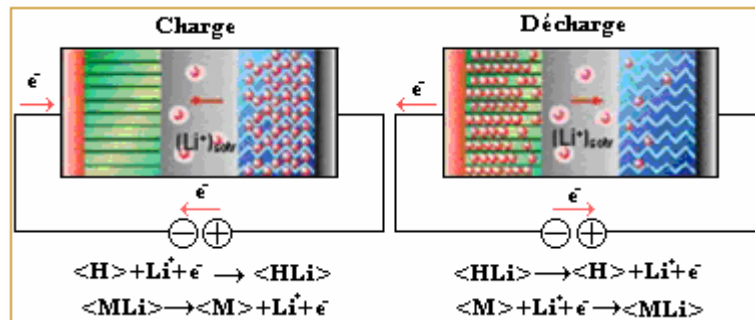 Charge
Décharge
e⁻
(Li⁺)solv
e⁻
− +
<H>+Li⁺+e⁻ → <HLi>
<MLi>→<M>+Li⁺+e⁻
e⁻
(Li⁺)solv
e⁻
− +
<HLi>→<H>+Li⁺+e⁻
<M>+Li⁺+e⁻→<MLi>